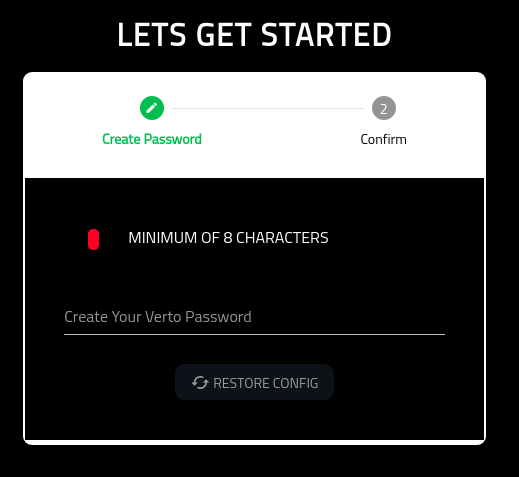 LETS GET STARTED
2
Create Password
Confirm
MINIMUM OF 8 CHARACTERS
Create Your Verto Password
RESTORE CONFIG